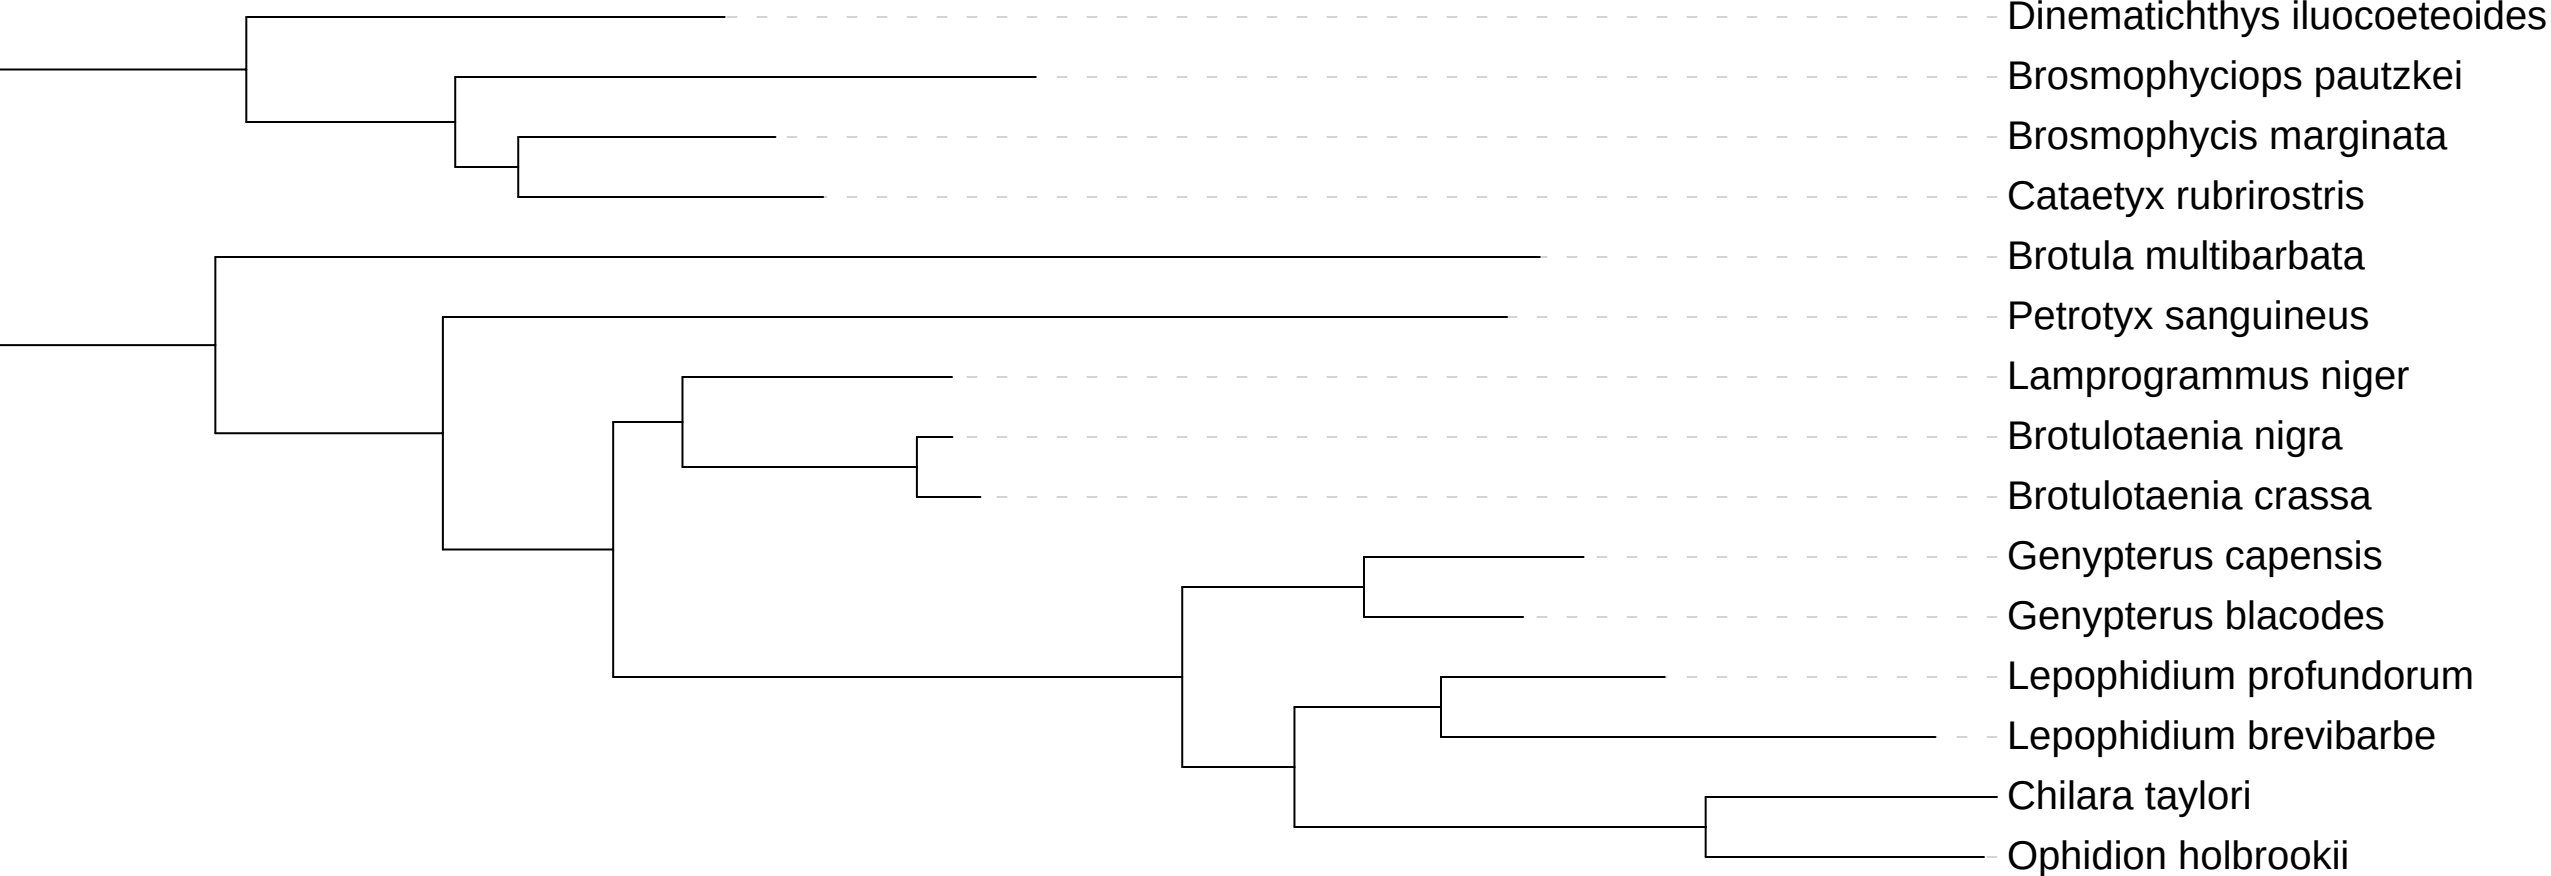 Dinematichthys iluocoeteoides
Brosmophyciops pautzkei
Brosmophycis marginata
Cataetyx rubrirostris
Brotula multibarbata
Petrotyx sanguineus
Lamprogrammus niger
Brotulotaenia nigra
Brotulotaenia crassa
Genypterus capensis
Genypterus blacodes
Lepophidium profundorum
Lepophidium brevibarbe
Chilara taylori
Ophidion holbrookii